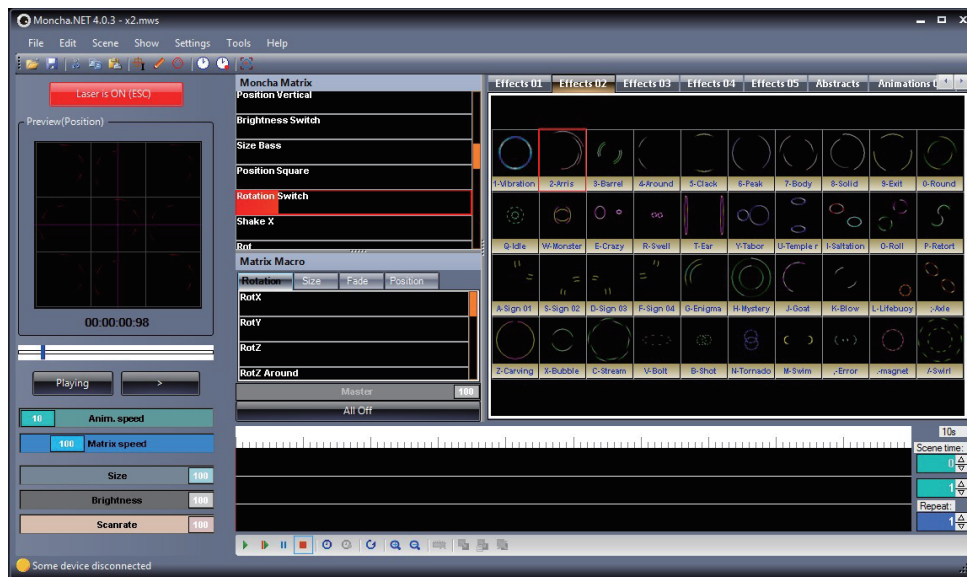 Moncha.NET 4.0.3 - x2.mws
File Edit Scene Show Settings Tools Help
Laser is ON (ESC)
Preview(Position)
00:00:00:98
Playing >
10 Anim. speed
100 Matrix speed
Size 100
Brightness 100
Scanrate 100
Moncha Matrix
Position Vertical
Brightness Switch
Size Bass
Position Square
Rotation Switch
Shake X
Rot
Matrix Macro
Rotation Size Fade Position
RotX
RotY
RotZ
RotZ Around
Master 100
All Off
Effects 01 Effects 02 Effects 03 Effects 04 Effects 05 Abstracts Animations
1-Vibration 2-Arris 3-Barrel 4-Around 5-Clack 6-Peak 7-Body 8-Solid 9-Exit 0-Round
Q-Idle W-Monster E-Crazy R-Swell T-Ear Y-Tabor U-Temple r I-Saltation O-Roll P-Retort
A-Sign 01 S-Sign 02 D-Sign 03 F-Sign 04 G-Enigma H-Mystery J-Goat K-Blow L-Lifebuoy ;-Axle
Z-Carving X-Bubble C-Stream V-Bolt B-Shot N-Tornado M-Swim ,-Error .-magnet /-Swirl
10s
Scene time:
0
1
Repeat:
1
Some device disconnected